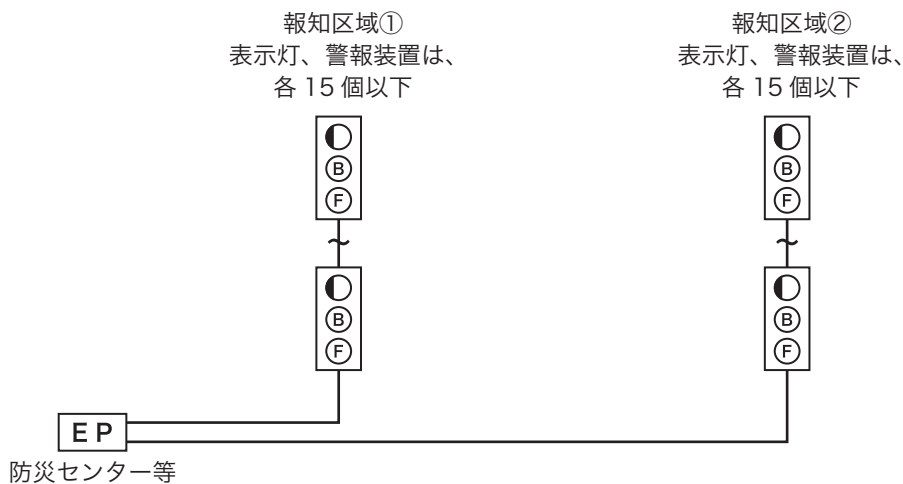 報知区域①
表示灯、警報装置は、
各 15 個以下
報知区域②
表示灯、警報装置は、
各 15 個以下
B
F
B
F
B
F
B
F
E P
防災センター等